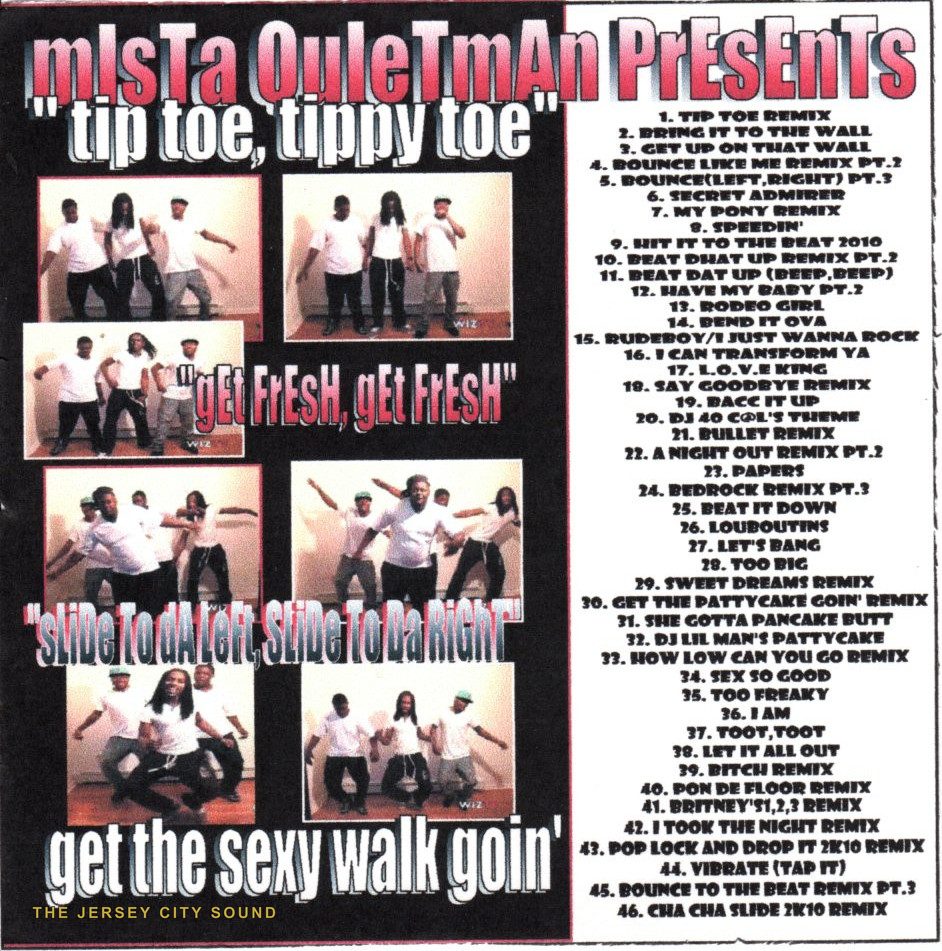 mIsTa QuIeTmAn PrEsEnTs
"tip toe, tippy toe"
wiz
wiz
"gEt FrEsH, gEt FrEsH"
wiz
"sLiDe To dA LeFt, SLiDe To Da RiGhT"
wiz
get the sexy walk goin'
THE JERSEY CITY SOUND
1. TIP TOE REMIX
2. BRING IT TO THE WALL
3. GET UP ON THAT WALL
4. BOUNCE LIKE ME REMIX PT.2
5. BOUNCE(LEFT,RIGHT) PT.3
6. SECRET ADMIRER
7. MY PONY REMIX
8. SPEEDIN'
9. HIT IT TO THE BEAT 2010
10. BEAT DHAT UP REMIX PT.2
11. BEAT DAT UP (BEEP,BEEP)
12. HAVE MY BABY PT.2
13. RODEO GIRL
14. BEND IT OVA
15. RUDEBOY/I JUST WANNA ROCK
16. I CAN TRANSFORM YA
17. L.O.V.E KING
18. SAY GOODBYE REMIX
19. BACC IT UP
20. DJ 40 C@L'S THEME
21. BULLET REMIX
22. A NIGHT OUT REMIX PT.2
23. PAPERS
24. BEDROCK REMIX PT.3
25. BEAT IT DOWN
26. LOUBOUTINS
27. LET'S BANG
28. TOO BIG
29. SWEET DREAMS REMIX
30. GET THE PATTYCAKE GOIN' REMIX
31. SHE GOTTA PANCAKE BUTT
32. DJ LIL MAN'S PATTYCAKE
33. HOW LOW CAN YOU GO REMIX
34. SEX SO GOOD
35. TOO FREAKY
36. I AM
37. TOOT,TOOT
38. LET IT ALL OUT
39. BITCH REMIX
40. PON DE FLOOR REMIX
41. BRITNEY'S1,2,3 REMIX
42. I TOOK THE NIGHT REMIX
43. POP LOCK AND DROP IT 2K10 REMIX
44. VIBRATE (TAP IT)
45. BOUNCE TO THE BEAT REMIX PT.3
46. CHA CHA SLIDE 2K10 REMIX